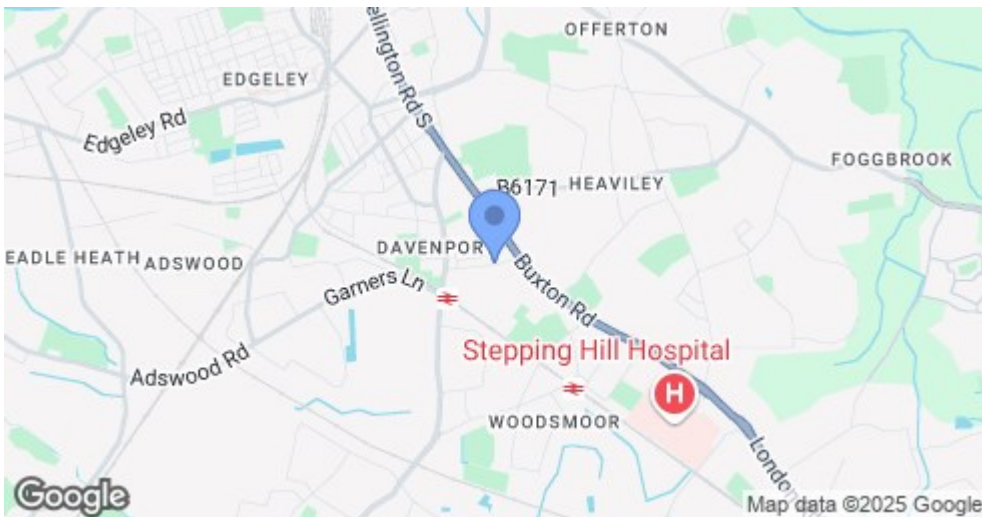 ellington Rd S
OFFERTON
EDGELEY
Edgeley Rd
FOGGBROOK
B6171
HEAVILEY
DAVENPOR
EADLE HEATH
ADSWOOD
Garners Ln
Buxton Rd
Stepping Hill Hospital
H
Adswood Rd
WOODSMOOR
London
Google
Map data ©2025 Google